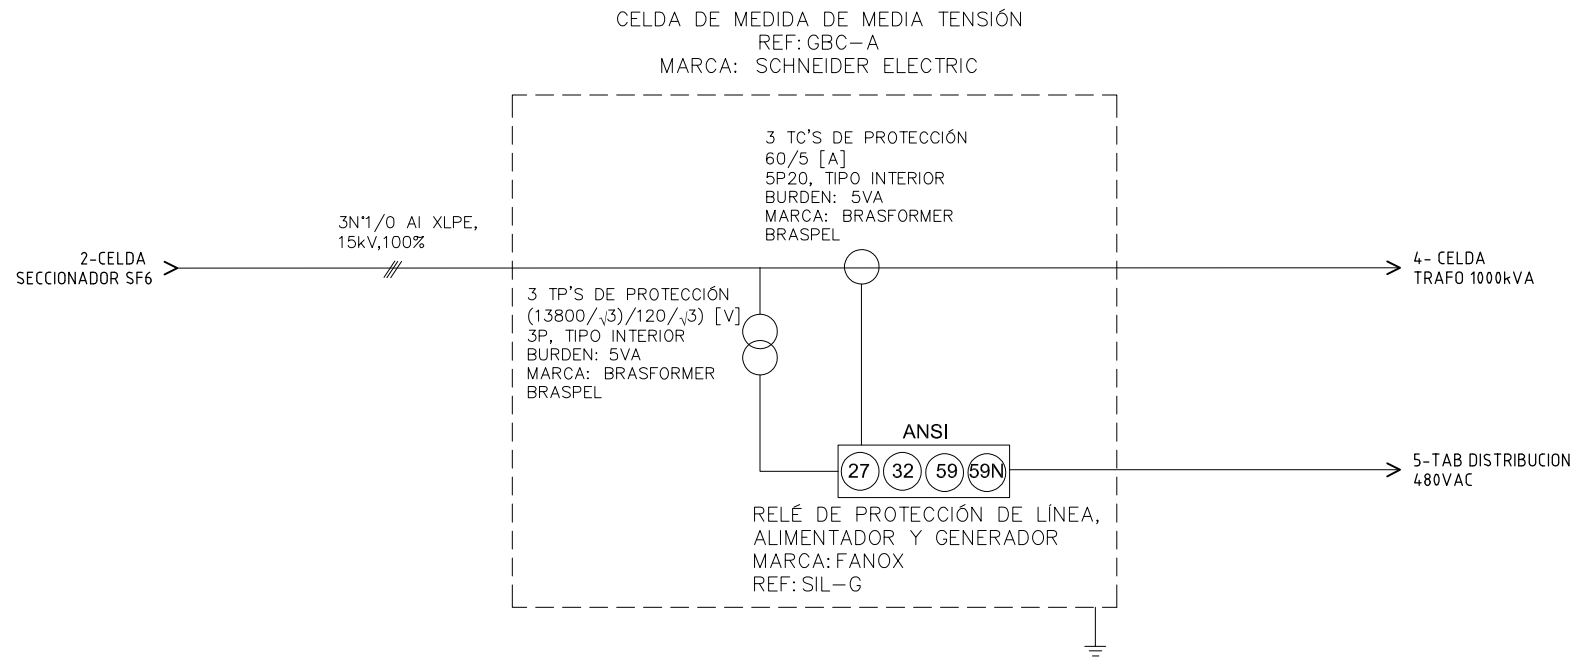 CELDA DE MEDIDA DE MEDIA TENSIÓN
REF: GBC-A
MARCA: SCHNEIDER ELECTRIC
3 TC'S DE PROTECCIÓN
60/5 [A]
5P20, TIPO INTERIOR
BURDEN: 5VA
MARCA: BRASFORMER
BRASPEL
3N°1/0 Al XLPE,
15kV,100%
2-CELDA
SECCIONADOR SF6
4- CELDA
TRAFO 1000kVA
3 TP'S DE PROTECCIÓN
(13800/√3)/120/√3) [V]
3P, TIPO INTERIOR
BURDEN: 5VA
MARCA: BRASFORMER
BRASPEL
ANSI
27 32 59 59N
5-TAB DISTRIBUCION
480VAC
RELÉ DE PROTECCIÓN DE LÍNEA,
ALIMENTADOR Y GENERADOR
MARCA: FANOX
REF: SIL-G